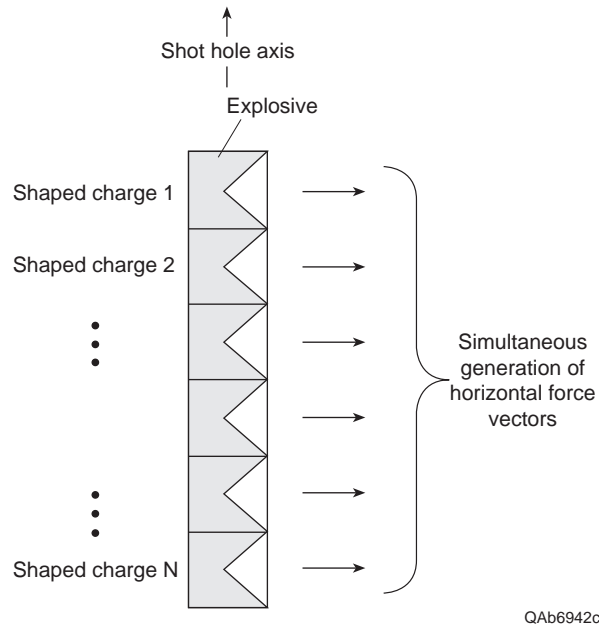 Shot hole axis
Explosive
Shaped charge 1
Shaped charge 2
Simultaneous
generation of
horizontal force
vectors
Shaped charge N
QAb6942c